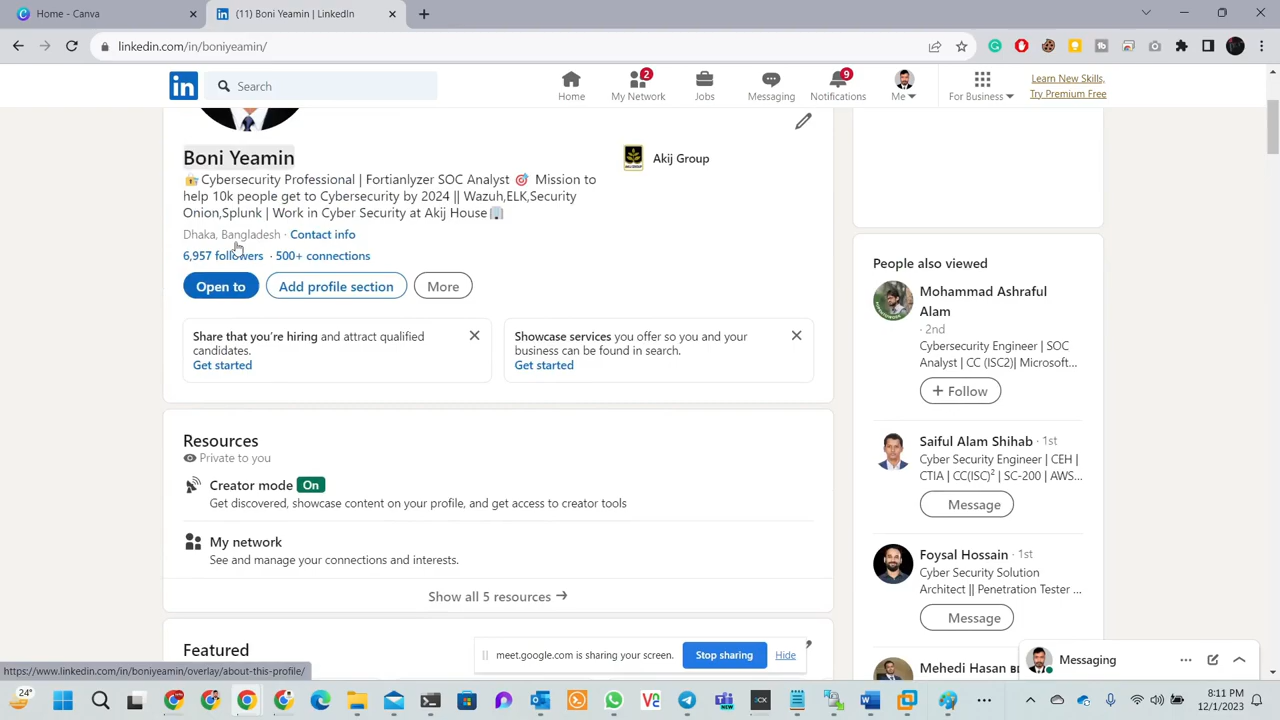 Home - Canva
(11) Boni Yeamin | LinkedIn
linkedin.com/in/boniyeamin/
in
Search
Home
2
My Network
Jobs
Messaging
9
Notifications
Me
For Business
Learn New Skills,
Try Premium Free
Boni Yeamin
Akij Group
🔐Cybersecurity Professional | Fortianlyzer SOC Analyst 🎯 Mission to
help 10k people get to Cybersecurity by 2024 || Wazuh,ELK,Security
Onion,Splunk | Work in Cyber Security at Akij House🏢
Dhaka, Bangladesh · Contact info
6,957 followers · 500+ connections
Open to
Add profile section
More
Share that you're hiring and attract qualified
candidates.
Get started
Showcase services you offer so you and your
business can be found in search.
Get started
Resources
Private to you
Creator mode On
Get discovered, showcase content on your profile, and get access to creator tools
My network
See and manage your connections and interests.
Show all 5 resources →
Featured
People also viewed
Mohammad Ashraful
Alam
· 2nd
Cybersecurity Engineer | SOC
Analyst | CC (ISC2)| Microsoft...
+ Follow
Saiful Alam Shihab · 1st
Cyber Security Engineer | CEH |
CTIA | CC(ISC)² | SC-200 | AWS...
Message
Foysal Hossain · 1st
Cyber Security Solution
Architect || Penetration Tester ...
Message
Mehedi Hasan
Messaging
meet.google.com is sharing your screen.
Stop sharing
Hide
https://www.linkedin.com/in/boniyeamin/overlay/about-this-profile/
24°
8:11 PM
12/1/2023